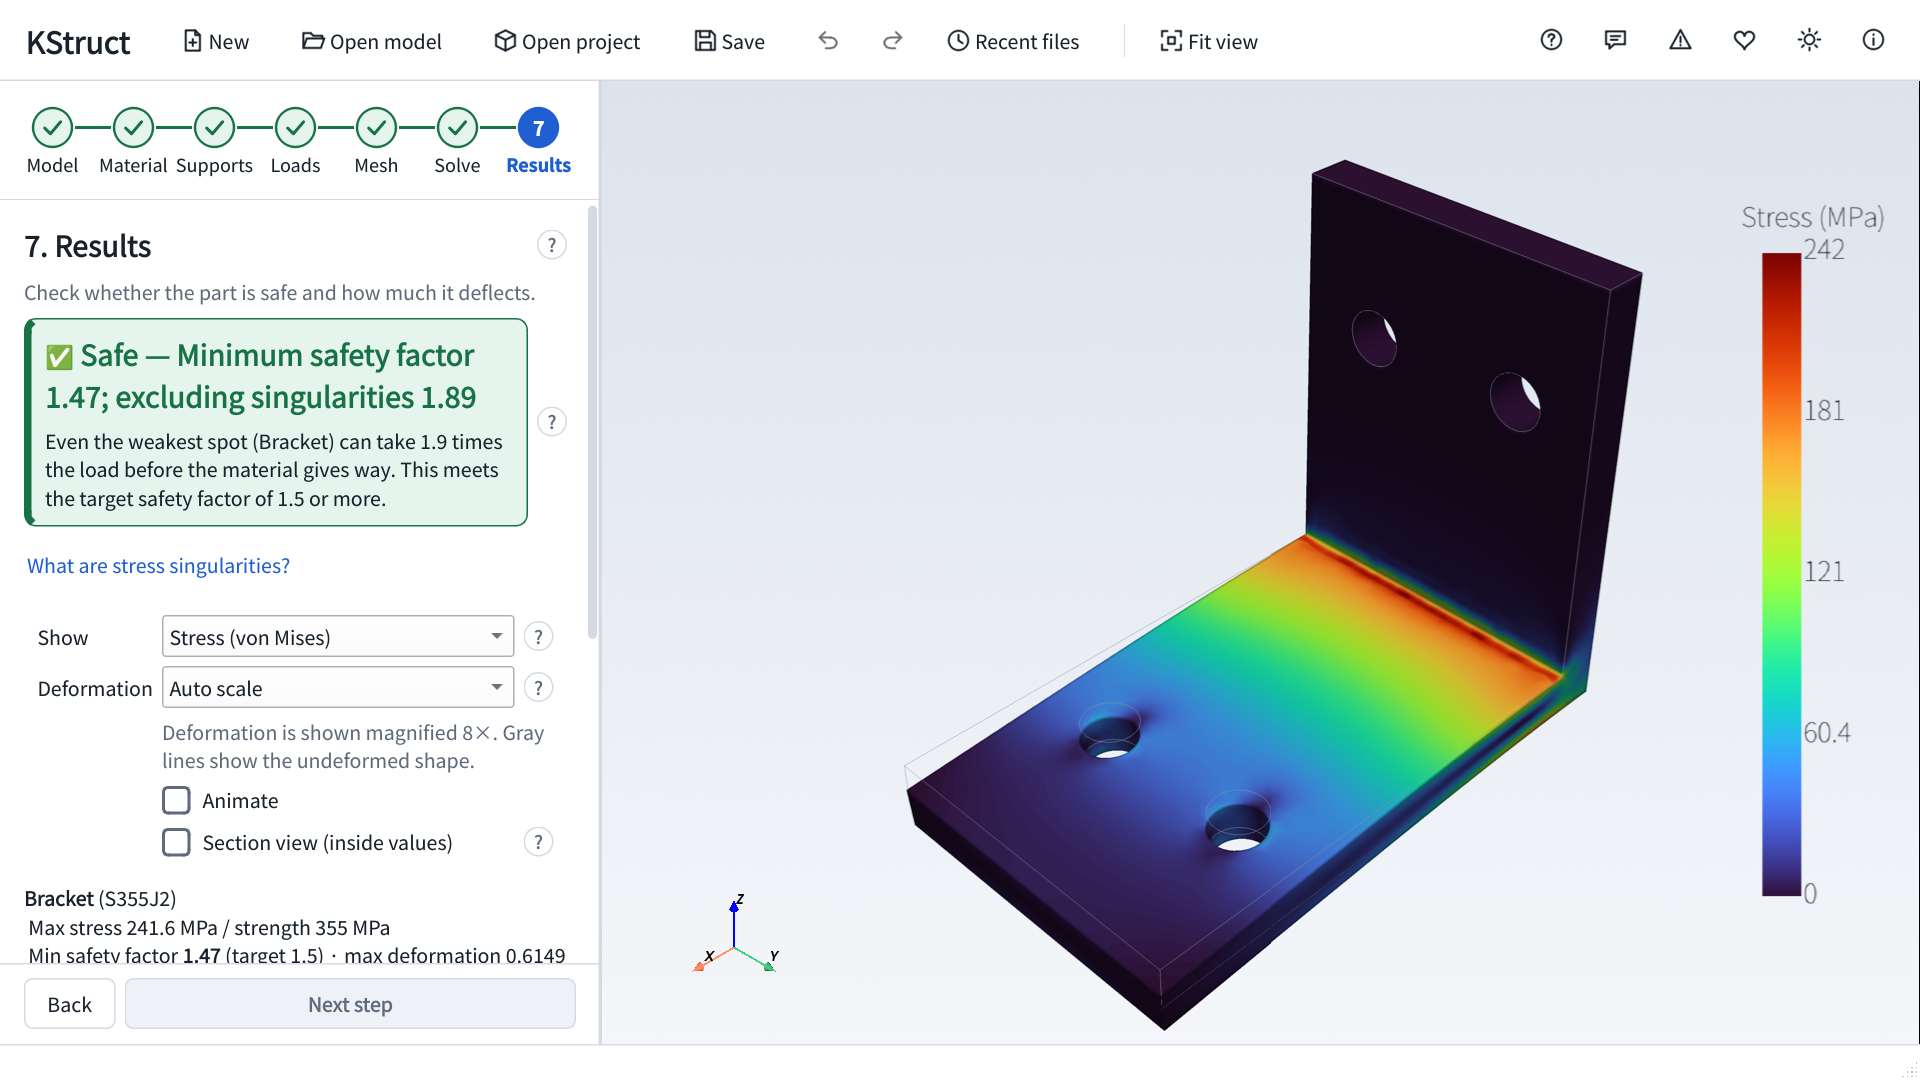 KStruct New Open model Open project Save Recent files Fit view
7
Model Material Supports Loads Mesh Solve Results
7. Results
?
Check whether the part is safe and how much it deflects.
✅ Safe — Minimum safety factor
1.47; excluding singularities 1.89
?
Even the weakest spot (Bracket) can take 1.9 times
the load before the material gives way. This meets
the target safety factor of 1.5 or more.
What are stress singularities?
Show Stress (von Mises) ?
Deformation Auto scale ?
Deformation is shown magnified 8×. Gray
lines show the undeformed shape.
Animate
Section view (inside values) ?
Bracket (S355J2)
Max stress 241.6 MPa / strength 355 MPa
Min safety factor 1.47 (target 1.5) · max deformation 0.6149
Back Next step
Stress (MPa)
242
181
121
60.4
0
Z
X
Y